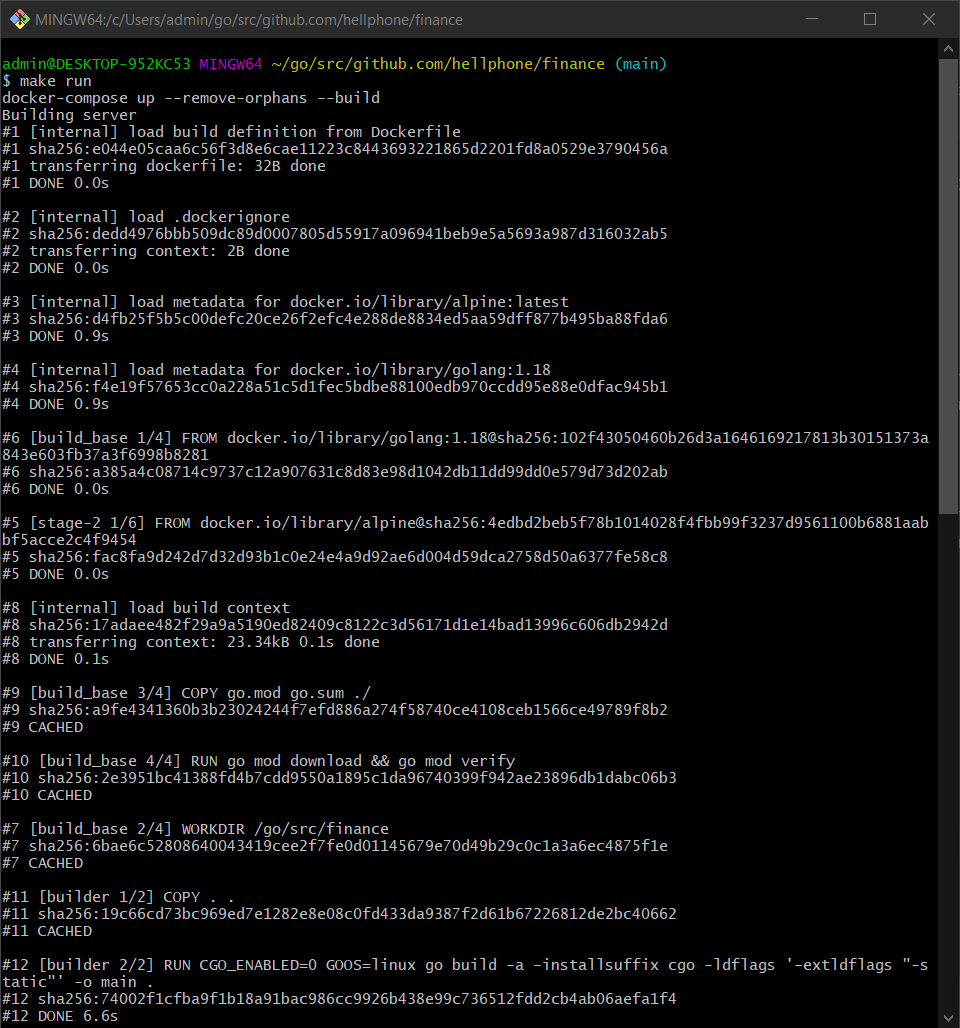 MINGW64:/c/Users/admin/go/src/github.com/hellphone/finance
admin@DESKTOP-952KC53 MINGW64 ~/go/src/github.com/hellphone/finance (main)
$ make run
docker-compose up --remove-orphans --build
Building server
#1 [internal] load build definition from Dockerfile
#1 sha256:e044e05caa6c56f3d8e6cae11223c8443693221865d2201fd8a0529e3790456a
#1 transferring dockerfile: 32B done
#1 DONE 0.0s

#2 [internal] load .dockerignore
#2 sha256:dedd4976bbb509dc89d0007805d55917a096941beb9e5a5693a987d316032ab5
#2 transferring context: 2B done
#2 DONE 0.0s

#3 [internal] load metadata for docker.io/library/alpine:latest
#3 sha256:d4fb25f5b5c00defc20ce26f2efc4e288de8834ed5aa59dff877b495ba88fda6
#3 DONE 0.9s

#4 [internal] load metadata for docker.io/library/golang:1.18
#4 sha256:f4e19f57653cc0a228a51c5d1fec5bdbe88100edb970ccdd95e88e0dfac945b1
#4 DONE 0.9s

#6 [build_base 1/4] FROM docker.io/library/golang:1.18@sha256:102f43050460b26d3a1646169217813b30151373a
843e603fb37a3f6998b8281
#6 sha256:a385a4c08714c9737c12a907631c8d83e98d1042db11dd99dd0e579d73d202ab
#6 DONE 0.0s

#5 [stage-2 1/6] FROM docker.io/library/alpine@sha256:4edbd2beb5f78b1014028f4fbb99f3237d9561100b6881aab
bf5acce2c4f9454
#5 sha256:fac8fa9d242d7d32d93b1c0e24e4a9d92ae6d004d59dca2758d50a6377fe58c8
#5 DONE 0.0s

#8 [internal] load build context
#8 sha256:17adaee482f29a9a5190ed82409c8122c3d56171d1e14bad13996c606db2942d
#8 transferring context: 23.34kB 0.1s done
#8 DONE 0.1s

#9 [build_base 3/4] COPY go.mod go.sum ./
#9 sha256:a9fe4341360b3b23024244f7efd886a274f58740ce4108ceb1566ce49789f8b2
#9 CACHED

#10 [build_base 4/4] RUN go mod download && go mod verify
#10 sha256:2e3951bc41388fd4b7cdd9550a1895c1da96740399f942ae23896db1dabc06b3
#10 CACHED

#7 [build_base 2/4] WORKDIR /go/src/finance
#7 sha256:6bae6c52808640043419cee2f7fe0d01145679e70d49b29c0c1a3a6ec4875f1e
#7 CACHED

#11 [builder 1/2] COPY . .
#11 sha256:19c66cd73bc969ed7e1282e8e08c0fd433da9387f2d61b67226812de2bc40662
#11 CACHED

#12 [builder 2/2] RUN CGO_ENABLED=0 GOOS=linux go build -a -installsuffix cgo -ldflags '-extldflags "-s
tatic"' -o main .
#12 sha256:74002f1cfba9f1b18a91bac986cc9926b438e99c736512fdd2cb4ab06aefa1f4
#12 DONE 6.6s